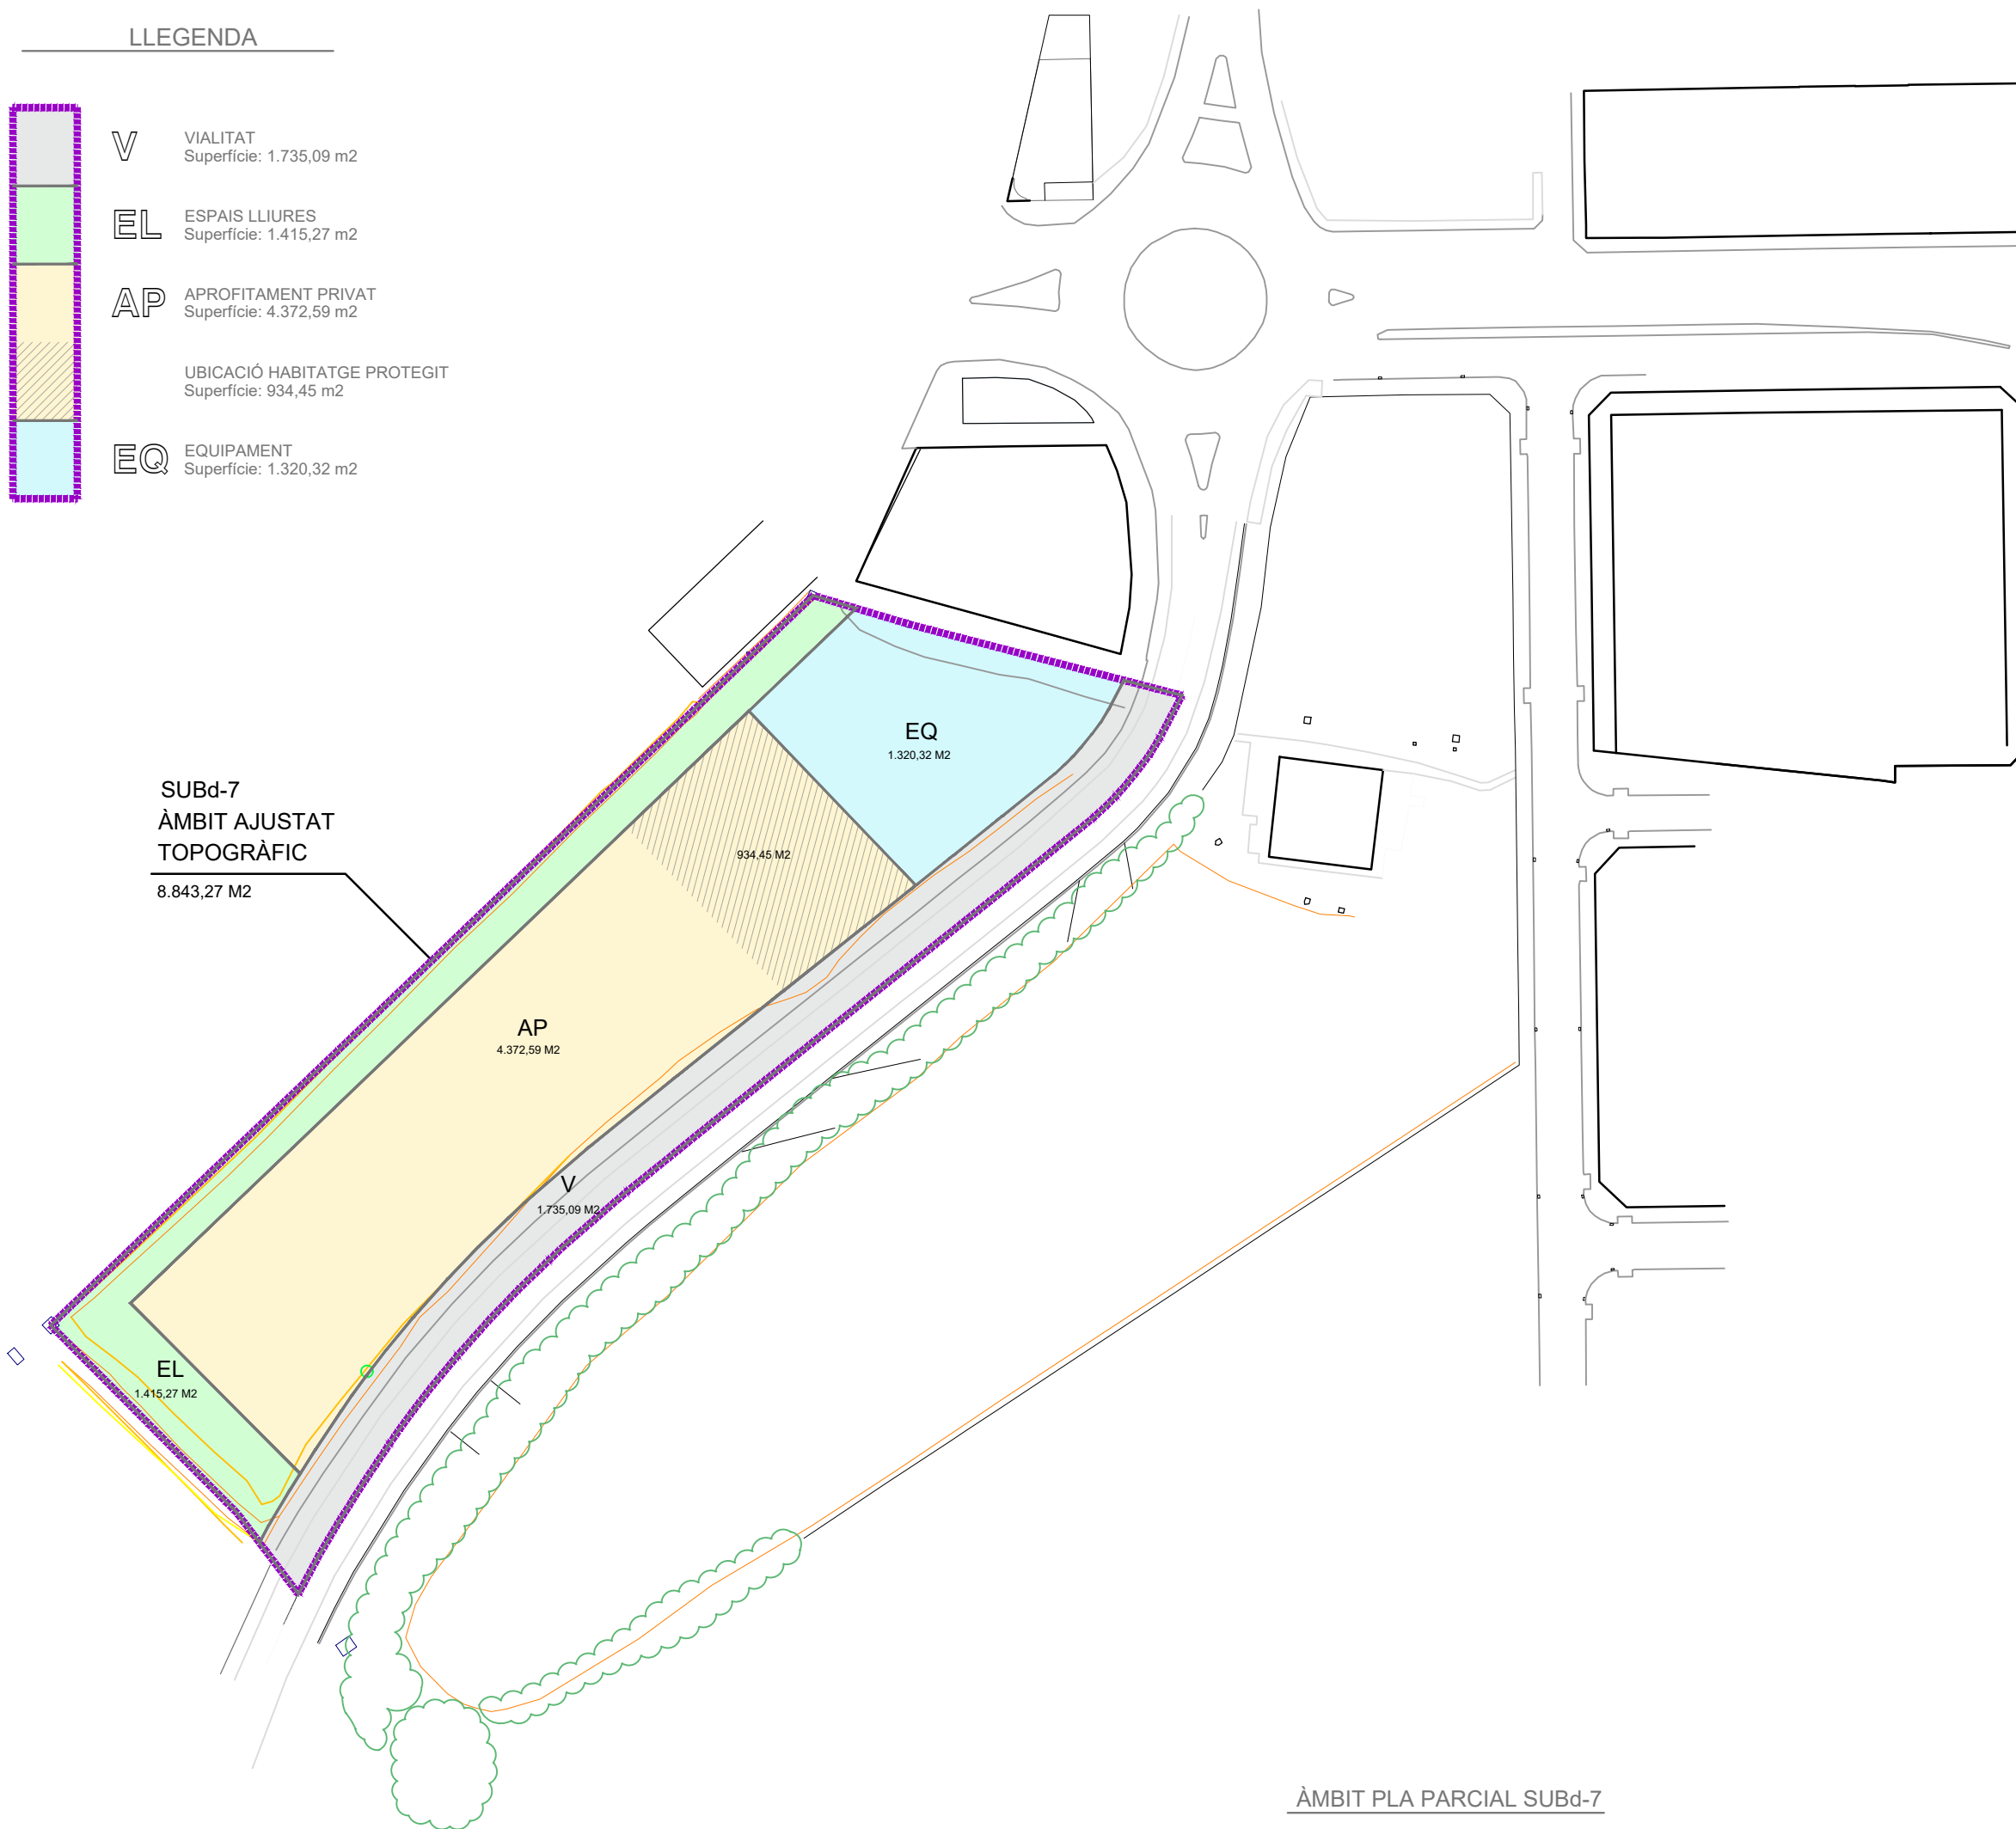 LLEGENDA
V
VIALITAT
Superfície: 1.735,09 m2
EL
ESPAIS LLIURES
Superfície: 1.415,27 m2
AP
APROFITAMENT PRIVAT
Superfície: 4.372,59 m2
UBICACIÓ HABITATGE PROTEGIT
Superfície: 934,45 m2
EQ
EQUIPAMENT
Superfície: 1.320,32 m2
EQ
1.320,32 M2
SUBd-7
ÀMBIT AJUSTAT
TOPOGRÀFIC
8.843,27 M2
934,45 M2
AP
4.372,59 M2
V
1.735,09 M2
EL
1.415,27 M2
ÀMBIT PLA PARCIAL SUBd-7